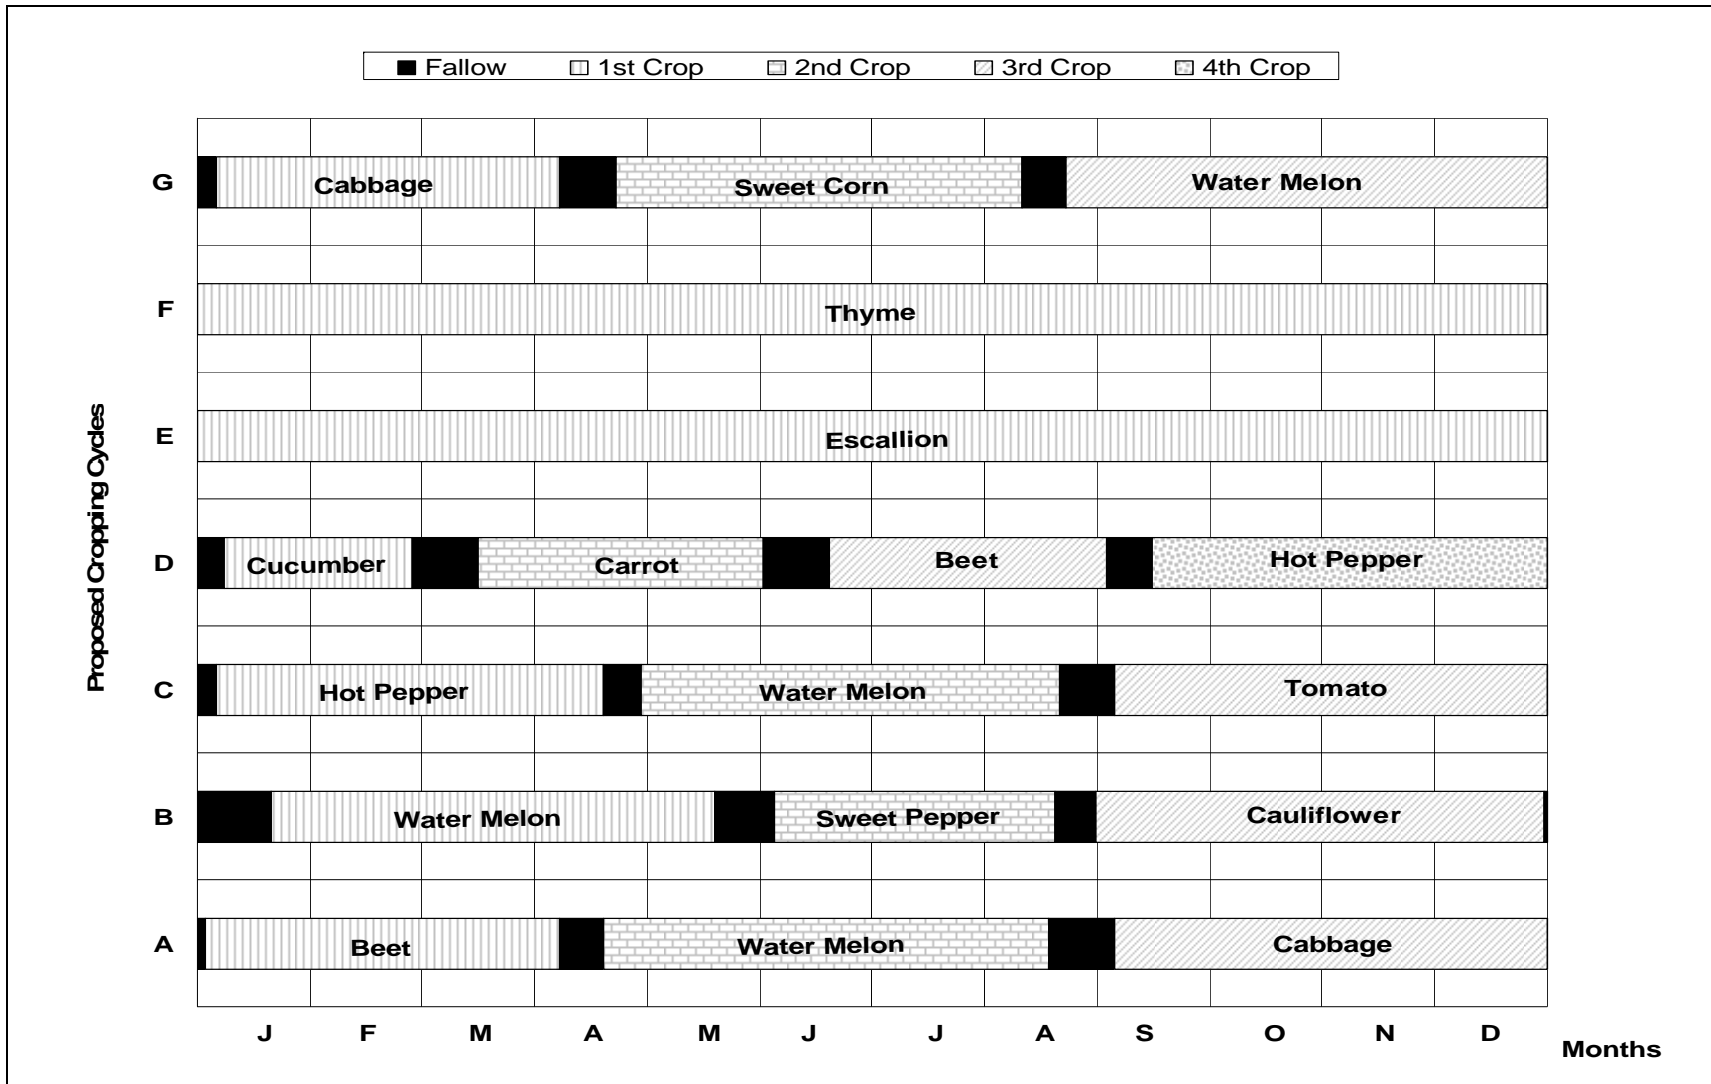 Fallow 1st Crop 2nd Crop 3rd Crop 4th Crop
Proposed Cropping Cycles
G Cabbage Sweet Corn Water Melon
F Thyme
E Escallion
D Cucumber Carrot Beet Hot Pepper
C Hot Pepper Water Melon Tomato
B Water Melon Sweet Pepper Cauliflower
A Beet Water Melon Cabbage
J F M A M J J A S O N D
Months